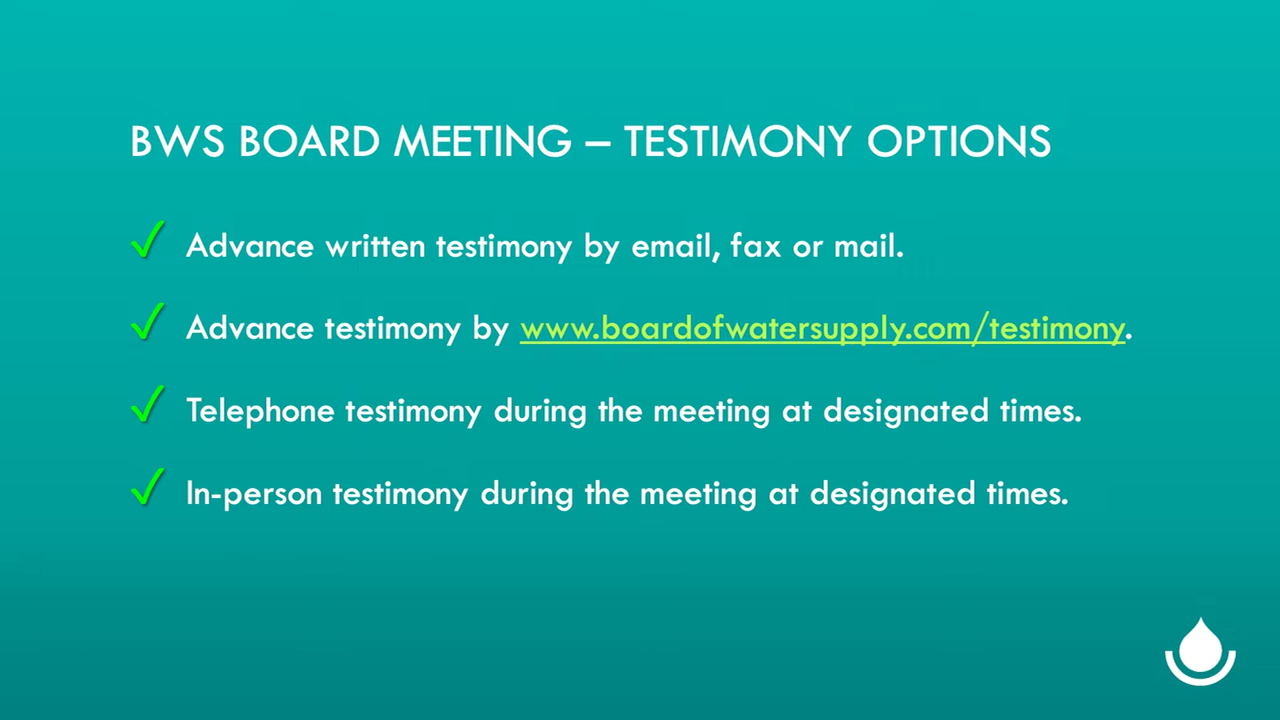 BWS BOARD MEETING – TESTIMONY OPTIONS
Advance written testimony by email, fax or mail.
Advance testimony by www.boardofwatersupply.com/testimony.
Telephone testimony during the meeting at designated times.
In-person testimony during the meeting at designated times.